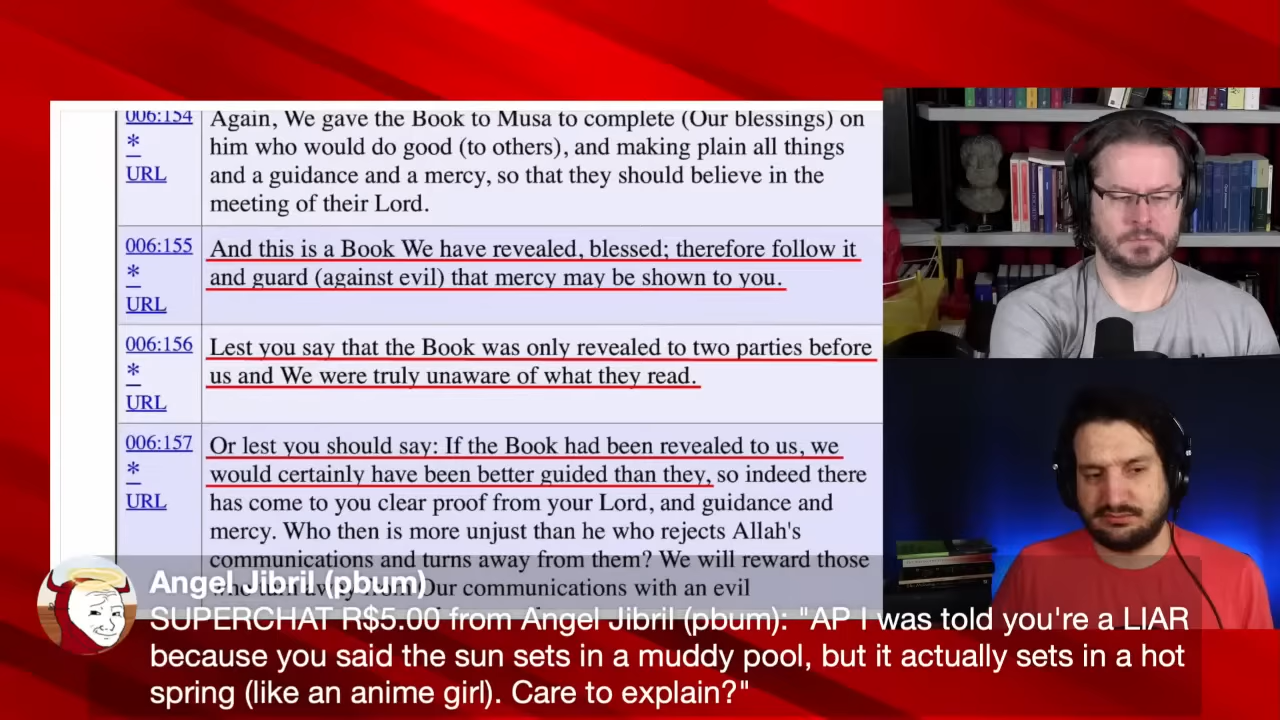 006:154
*
URL
Again, We gave the Book to Musa to complete (Our blessings) on
him who would do good (to others), and making plain all things
and a guidance and a mercy, so that they should believe in the
meeting of their Lord.
006:155
*
URL
And this is a Book We have revealed, blessed; therefore follow it
and guard (against evil) that mercy may be shown to you.
006:156
*
URL
Lest you say that the Book was only revealed to two parties before
us and We were truly unaware of what they read.
006:157
*
URL
Or lest you should say: If the Book had been revealed to us, we
would certainly have been better guided than they, so indeed there
has come to you clear proof from your Lord, and guidance and
mercy. Who then is more unjust than he who rejects Allah's
communications and turns away from them? We will reward those
Our communications with an evil
Angel Jibril (pbum)
SUPERCHAT R$5.00 from Angel Jibril (pbum): "AP I was told you're a LIAR
because you said the sun sets in a muddy pool, but it actually sets in a hot
spring (like an anime girl). Care to explain?"